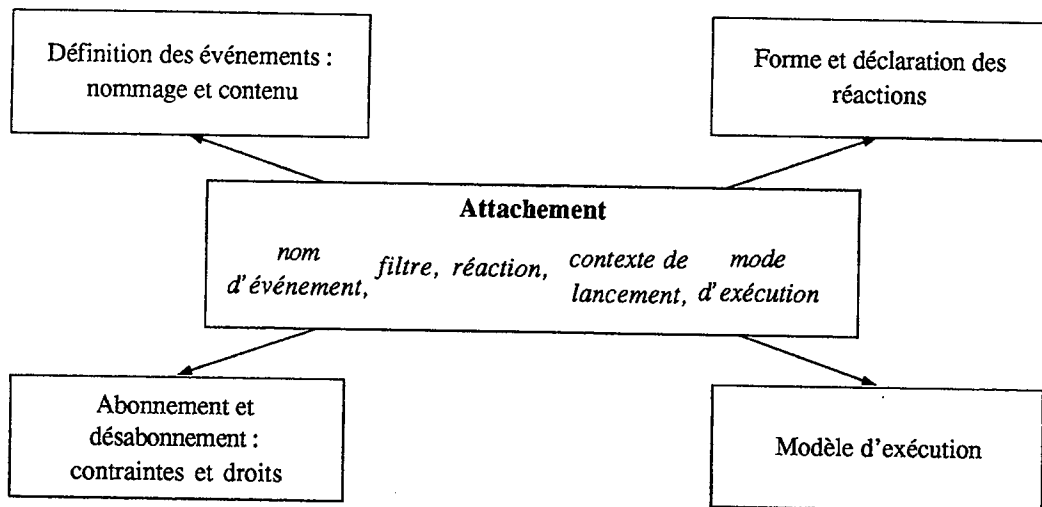 Définition des événements :
nommage et contenu
Forme et déclaration des
réactions
Attachement
nom
d'événement,
filtre, réaction,
contexte de
lancement,
mode
d'exécution
Abonnement et
désabonnement :
contraintes et droits
Modèle d'exécution